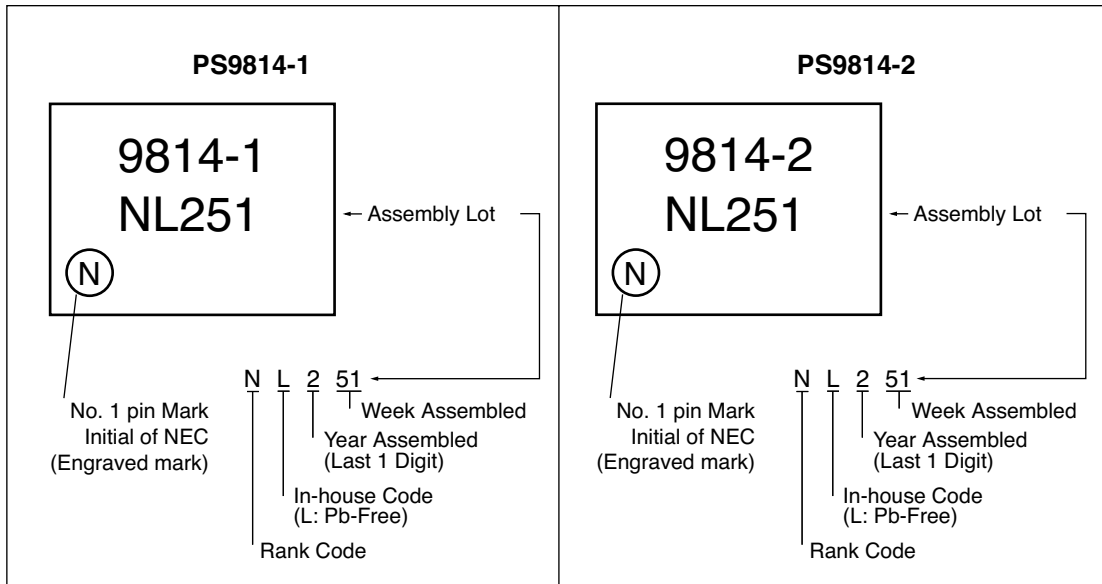 PS9814-1
9814-1
NL251
N
Assembly Lot
N L 2 51
No. 1 pin Mark
Initial of NEC
(Engraved mark)
Week Assembled
Year Assembled
(Last 1 Digit)
In-house Code
(L: Pb-Free)
Rank Code
PS9814-2
9814-2
NL251
N
Assembly Lot
N L 2 51
No. 1 pin Mark
Initial of NEC
(Engraved mark)
Week Assembled
Year Assembled
(Last 1 Digit)
In-house Code
(L: Pb-Free)
Rank Code